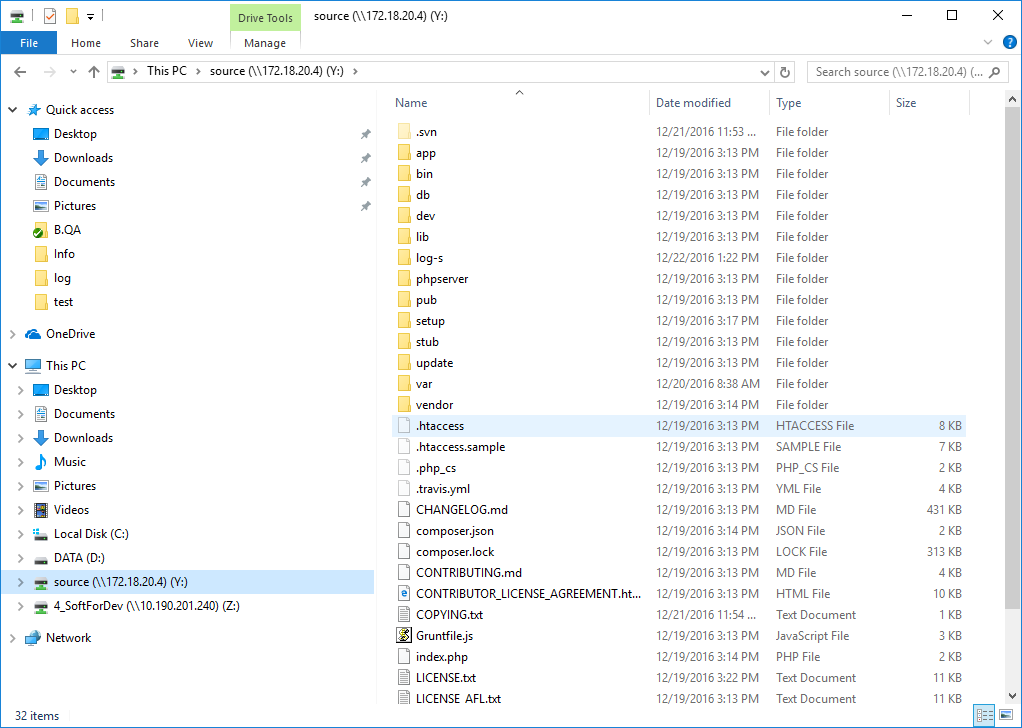 Drive Tools source (\\172.18.20.4) (Y:)
File Home Share View Manage
This PC source (\\172.18.20.4) (Y:) Search source (\\172.18.20.4) (...
Quick access
Desktop
Downloads
Documents
Pictures
B.QA
Info
log
test
OneDrive
This PC
Desktop
Documents
Downloads
Music
Pictures
Videos
Local Disk (C:)
DATA (D:)
source (\\172.18.20.4) (Y:)
4_SoftForDev (\\10.190.201.240) (Z:)
Network
Name Date modified Type Size
.svn 12/21/2016 11:53 ... File folder
app 12/19/2016 3:13 PM File folder
bin 12/19/2016 3:13 PM File folder
db 12/19/2016 3:13 PM File folder
dev 12/19/2016 3:13 PM File folder
lib 12/19/2016 3:13 PM File folder
log-s 12/22/2016 1:22 PM File folder
phpserver 12/19/2016 3:13 PM File folder
pub 12/19/2016 3:13 PM File folder
setup 12/19/2016 3:17 PM File folder
stub 12/19/2016 3:13 PM File folder
update 12/19/2016 3:13 PM File folder
var 12/20/2016 8:38 AM File folder
vendor 12/19/2016 3:14 PM File folder
.htaccess 12/19/2016 3:13 PM HTACCESS File 8 KB
.htaccess.sample 12/19/2016 3:13 PM SAMPLE File 7 KB
.php_cs 12/19/2016 3:13 PM PHP_CS File 2 KB
.travis.yml 12/19/2016 3:13 PM YML File 4 KB
CHANGELOG.md 12/19/2016 3:13 PM MD File 431 KB
composer.json 12/19/2016 3:14 PM JSON File 2 KB
composer.lock 12/19/2016 3:13 PM LOCK File 313 KB
CONTRIBUTING.md 12/19/2016 3:13 PM MD File 4 KB
CONTRIBUTOR_LICENSE_AGREEMENT.ht... 12/19/2016 3:13 PM HTML File 10 KB
COPYING.txt 12/21/2016 11:54 ... Text Document 1 KB
Gruntfile.js 12/19/2016 3:13 PM JavaScript File 3 KB
index.php 12/19/2016 3:14 PM PHP File 2 KB
LICENSE.txt 12/19/2016 3:22 PM Text Document 11 KB
LICENSE_AFL.txt 12/19/2016 3:13 PM Text Document 11 KB
32 items